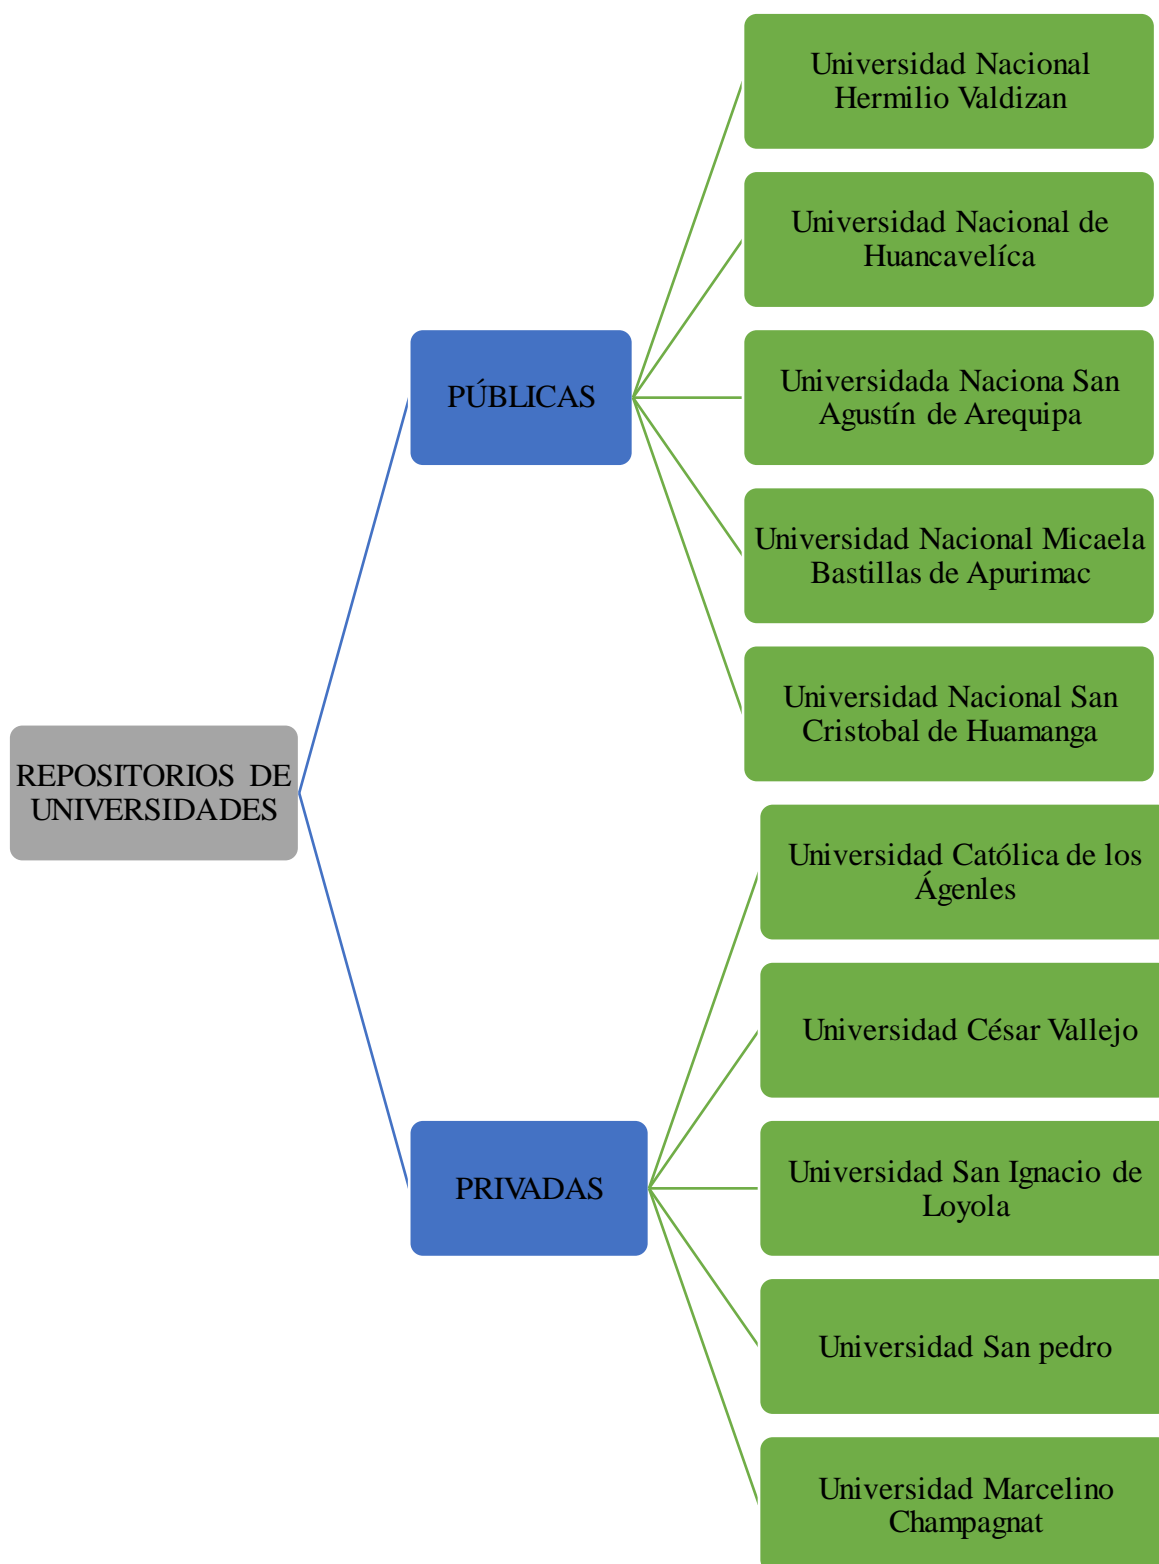 REPOSITORIOS DE
UNIVERSIDADES
PÚBLICAS
Universidad Nacional
Hermilio Valdizan
Universidad Nacional de
Huancavelíca
Universidada Naciona San
Agustín de Arequipa
Universidad Nacional Micaela
Bastillas de Apurimac
Universidad Nacional San
Cristobal de Huamanga
PRIVADAS
Universidad Católica de los
Ágenles
Universidad César Vallejo
Universidad San Ignacio de
Loyola
Universidad San pedro
Universidad Marcelino
Champagnat